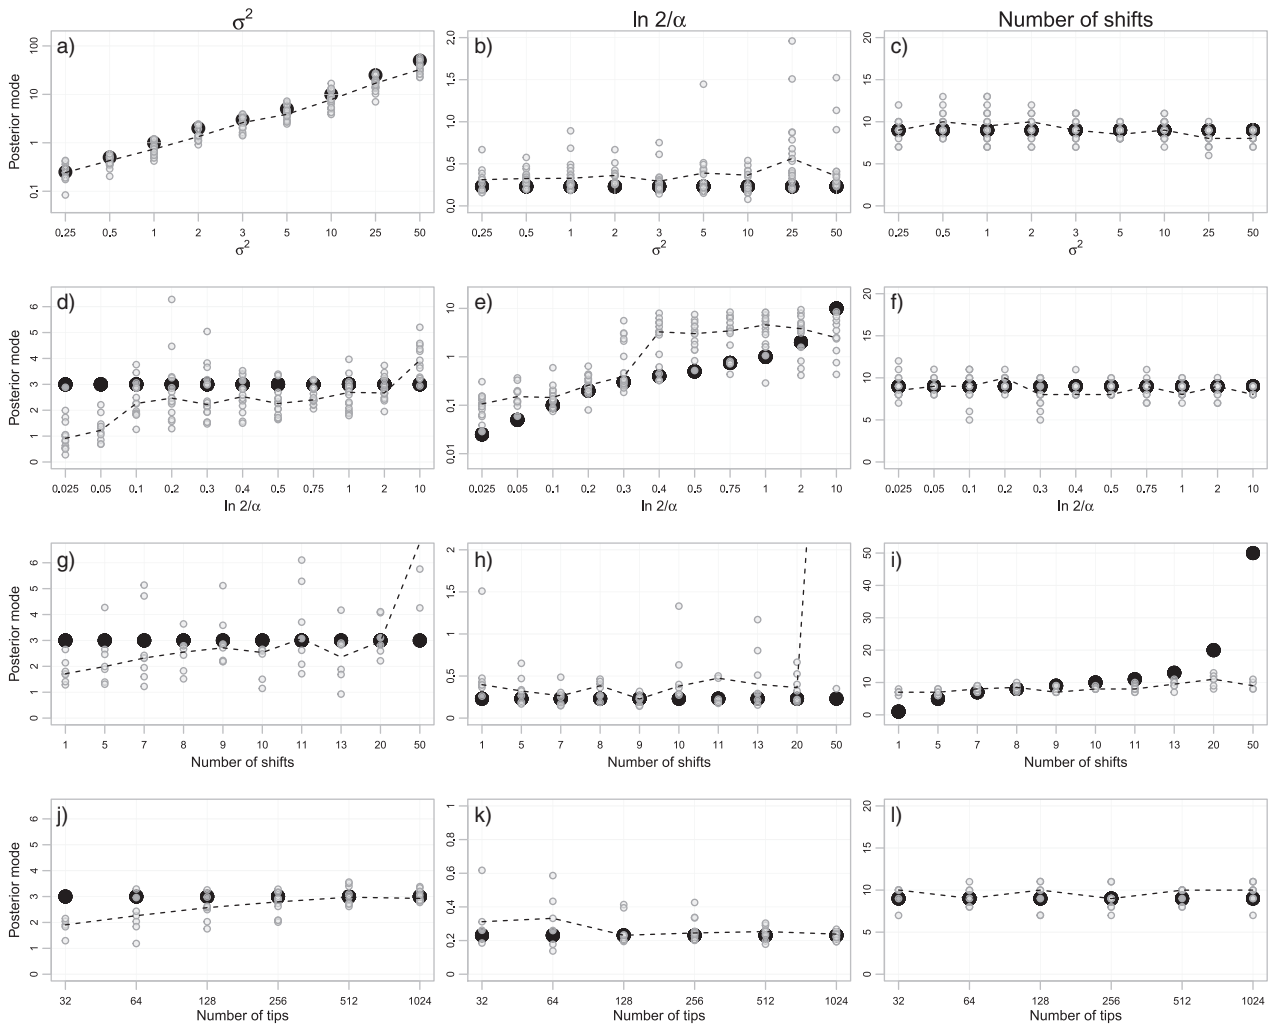 σ² ln 2/α Number of shifts
a) b) c)
Posterior mode
100
10
1
0.1
2.0
1.5
1.0
0.5
0.0
20
15
10
5
0
0.25 0.5 1 2 3 5 10 25 50
0.25 0.5 1 2 3 5 10 25 50
0.25 0.5 1 2 3 5 10 25 50
σ² σ² σ²
d) e) f)
Posterior mode
6
5
4
3
2
1
0
10
1
0.1
0.01
20
15
10
5
0
0.025 0.05 0.1 0.2 0.3 0.4 0.5 0.75 1 2 10
0.025 0.05 0.1 0.2 0.3 0.4 0.5 0.75 1 2 10
0.025 0.05 0.1 0.2 0.3 0.4 0.5 0.75 1 2 10
ln 2/α ln 2/α ln 2/α
g) h) i)
Posterior mode
6
5
4
3
2
1
0
2
1.5
1
0.5
0
50
40
30
20
10
0
1 5 7 8 9 10 11 13 20 50
1 5 7 8 9 10 11 13 20 50
1 5 7 8 9 10 11 13 20 50
Number of shifts Number of shifts Number of shifts
j) k) l)
Posterior mode
6
5
4
3
2
1
0
1
0.8
0.6
0.4
0.2
0
20
15
10
5
0
32 64 128 256 512 1024
32 64 128 256 512 1024
32 64 128 256 512 1024
Number of tips Number of tips Number of tips